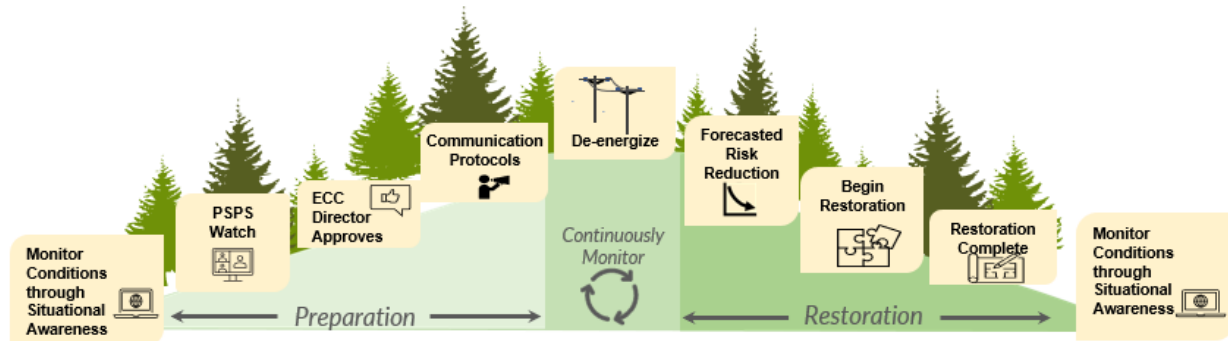 Monitor
Conditions
through
Situational
Awareness
PSPS
Watch
ECC
Director
Approves
Communication
Protocols
De-energize
Forecasted
Risk
Reduction
Begin
Restoration
Restoration
Complete
Monitor
Conditions
through
Situational
Awareness
Preparation
Continuously
Monitor
Restoration